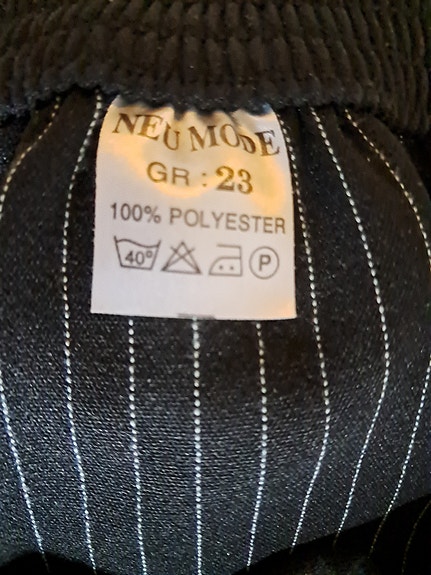 NEU MODE
GR : 23
100% POLYESTER
40° P